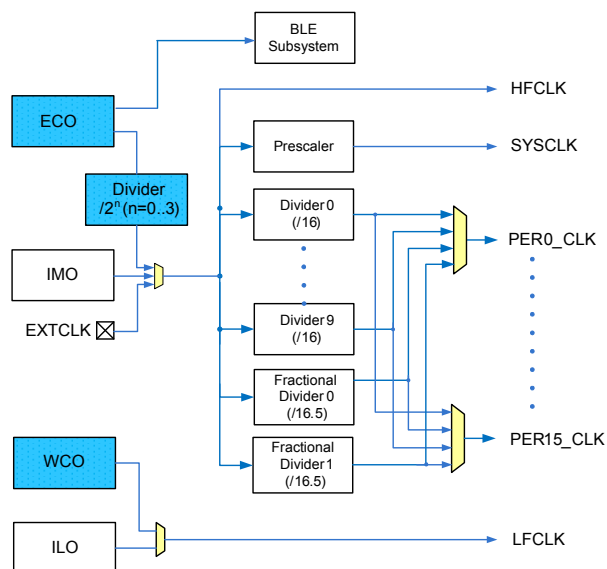 BLE
Subsystem
HFCLK
ECO
SYSCLK
Prescaler
Divider
/2ⁿ (n=0..3)
Divider 0
(/16)
PER0_CLK
IMO
EXTCLK
Divider 9
(/16)
Fractional
Divider 0
(/16.5)
PER15_CLK
Fractional
Divider 1
(/16.5)
WCO
LFCLK
ILO